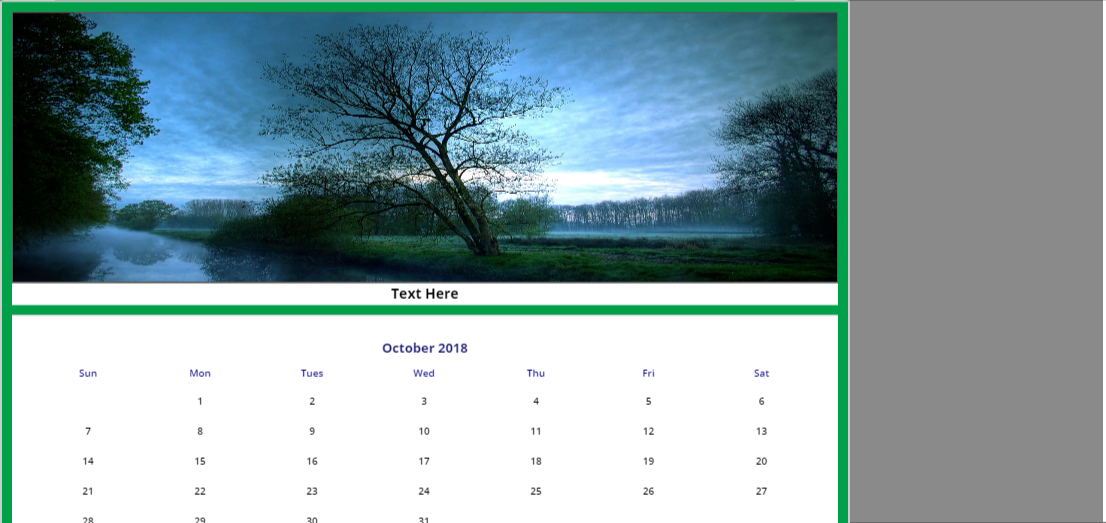 Text Here
October 2018
Sun Mon Tues Wed Thu Fri Sat
1 2 3 4 5 6
7 8 9 10 11 12 13
14 15 16 17 18 19 20
21 22 23 24 25 26 27
28 29 30 31